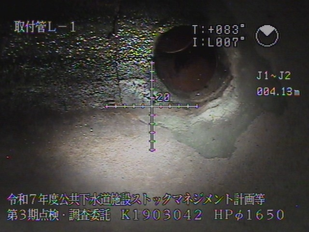 取付管L-1
T:+083°
I:L007
J1~J2
004.13m
<20
令和7年度公共下水道施設ストックマネジメント計画等
第3期点検・調査委託 K1903042 HPφ1650